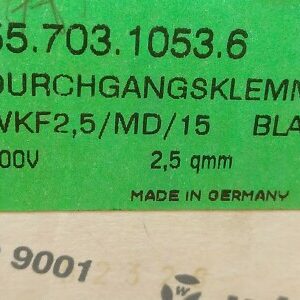 55.703.1053.6
DURCHGANGSKLEMM
WKF2,5/MD/15 BLA
00V 2,5 qmm
MADE IN GERMANY
9001